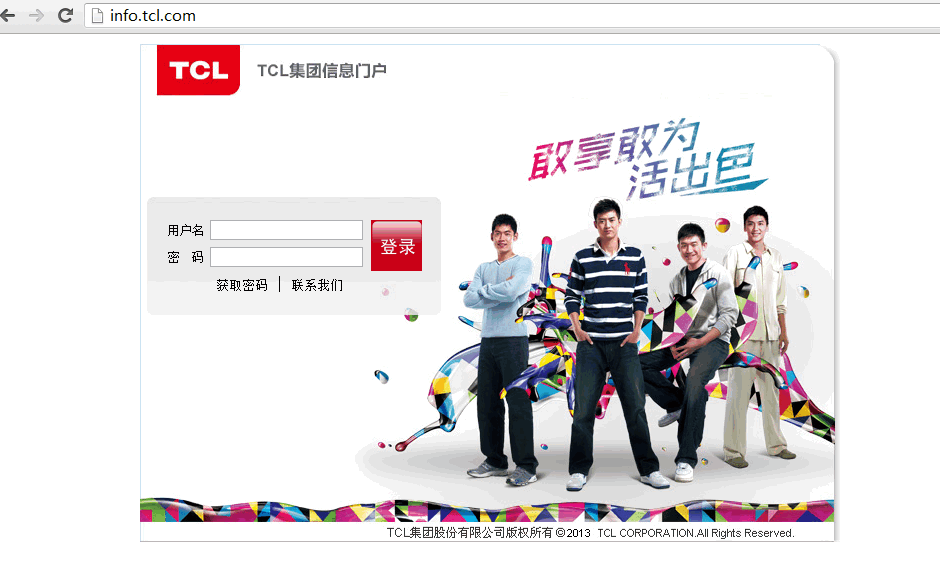 info.tcl.com
TCL TCL集团信息门户
敢享敢为
活出色
用户名
登录
密 码
获取密码 | 联系我们
TCL集团股份有限公司版权所有 ©2013 TCL CORPORATION.All Rights Reserved.